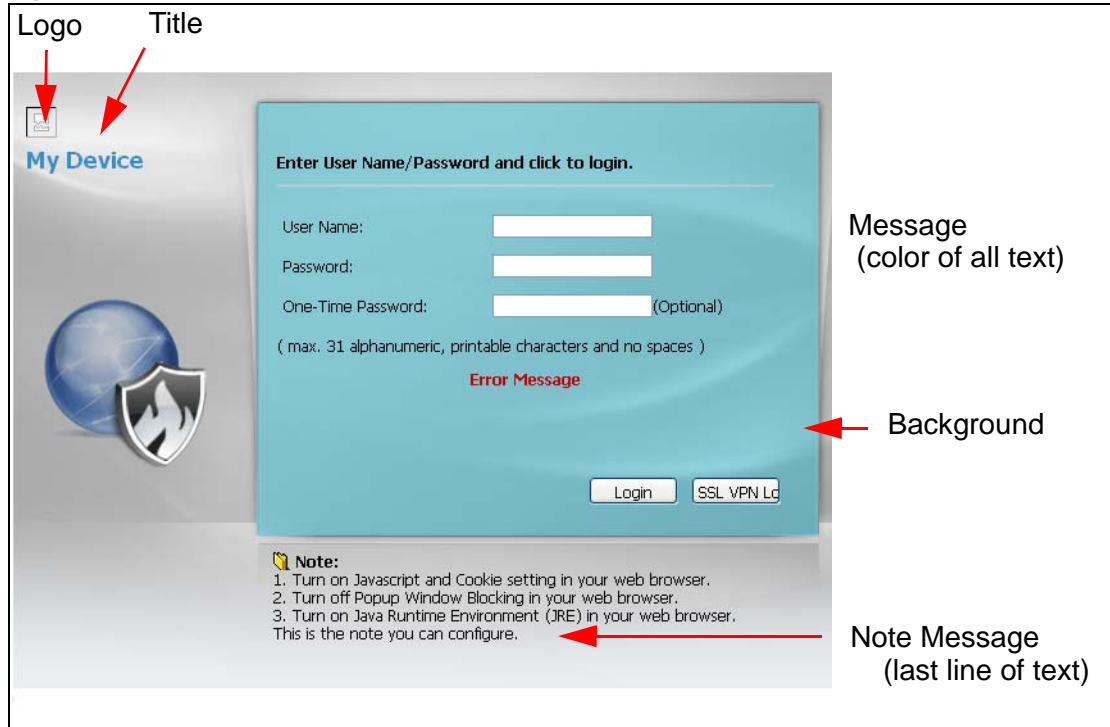 Logo
Title
My Device
Enter User Name/Password and click to login.
User Name:
Password:
One-Time Password:
(Optional)
( max. 31 alphanumeric, printable characters and no spaces )
Error Message
Login
SSL VPN Lo
Message
(color of all text)
Background
Note:
1. Turn on Javascript and Cookie setting in your web browser.
2. Turn off Popup Window Blocking in your web browser.
3. Turn on Java Runtime Environment (JRE) in your web browser.
This is the note you can configure.
Note Message
(last line of text)